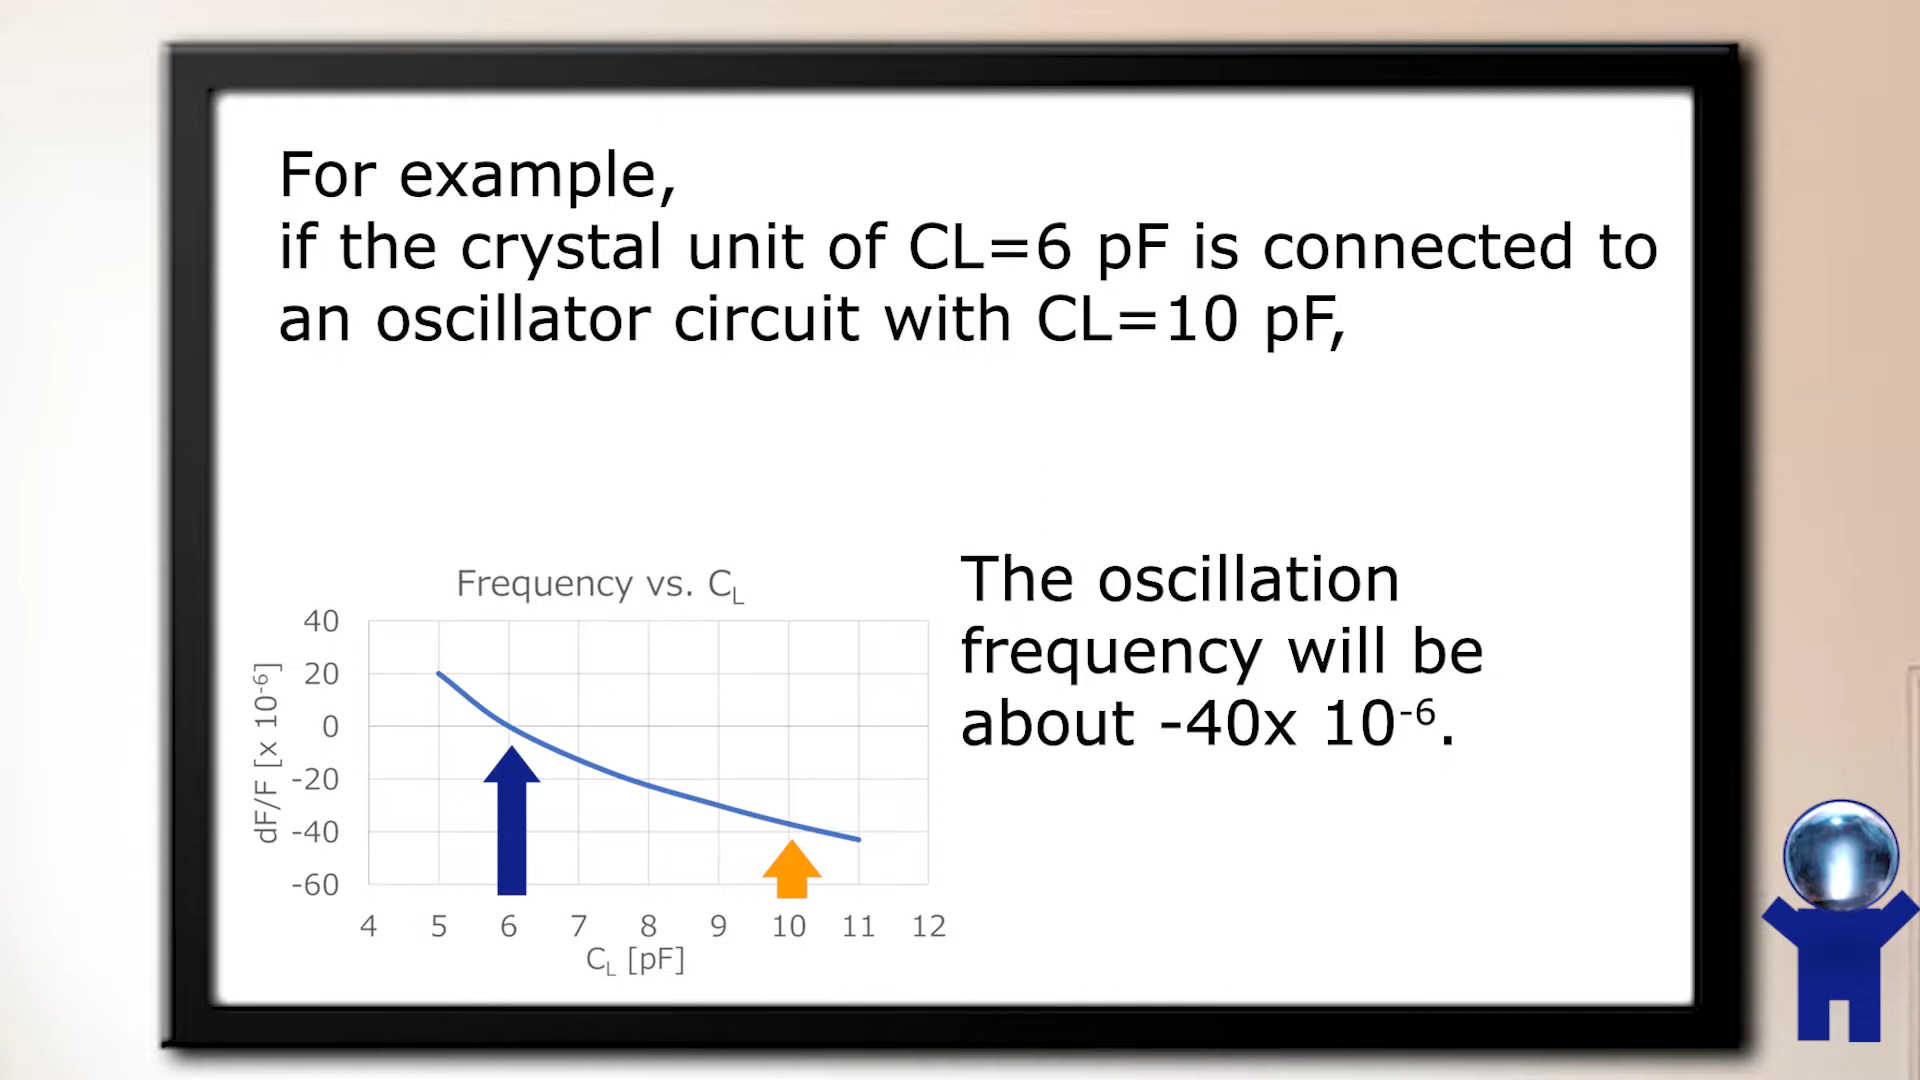 For example,
if the crystal unit of CL=6 pF is connected to
an oscillator circuit with CL=10 pF,
Frequency vs. CL
40
20
0
-20
-40
-60
dF/F [x 10-6]
4 5 6 7 8 9 10 11 12
CL [pF]
The oscillation
frequency will be
about -40x 10-6.